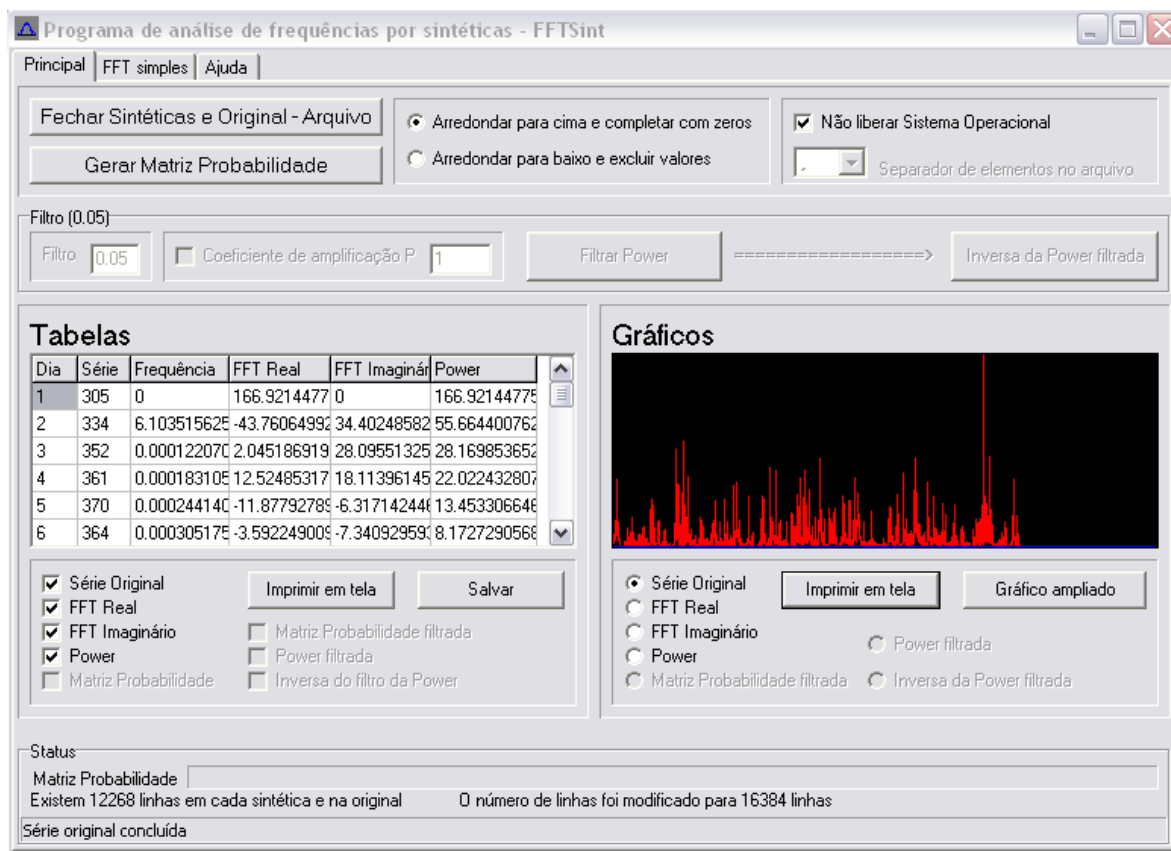 Programa de análise de frequências por sintéticas - FFTSint
Principal FFT simples Ajuda
Fechar Sintéticas e Original - Arquivo
Gerar Matriz Probabilidade
Arredondar para cima e completar com zeros
Arredondar para baixo e excluir valores
Não liberar Sistema Operacional
, Separador de elementos no arquivo
Filtro (0.05)
Filtro 0.05 Coeficiente de amplificação P 1 Filtrar Power ==================> Inversa da Power filtrada
Tabelas
Dia Série Frequência FFT Real FFT Imaginár Power
1 305 0 166.9214477 0 166.92144775
2 334 6.103515625 -43.76064992 34.40248582 55.664400762
3 352 0.000122070 2.045186919 28.09551325 28.169853652
4 361 0.000183105 12.52485317 18.11396145 22.022432807
5 370 0.000244140 -11.87792789 -6.317142446 13.453306646
6 364 0.000305175 -3.592249009 -7.340929593 8.1727290568
Série Original
FFT Real
FFT Imaginário
Power
Matriz Probabilidade
Imprimir em tela Salvar
Matriz Probabilidade filtrada
Power filtrada
Inversa do filtro da Power
Gráficos
Série Original
FFT Real
FFT Imaginário
Power
Matriz Probabilidade filtrada
Imprimir em tela Gráfico ampliado
Power filtrada
Inversa da Power filtrada
Status
Matriz Probabilidade
Existem 12268 linhas em cada sintética e na original O número de linhas foi modificado para 16384 linhas
Série original concluída